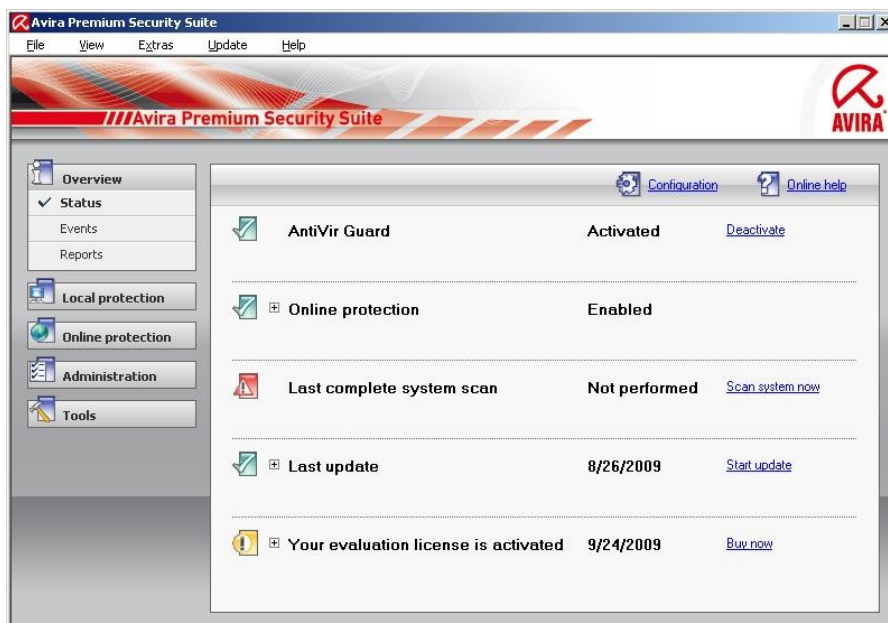 Avira Premium Security Suite
File View Extras Update Help
////Avira Premium Security Suite
AVIRA
Overview
Status
Events
Reports
Local protection
Online protection
Administration
Tools
Configuration Online help
AntiVir Guard Activated Deactivate
Online protection Enabled
Last complete system scan Not performed Scan system now
Last update 8/26/2009 Start update
Your evaluation license is activated 9/24/2009 Buy now